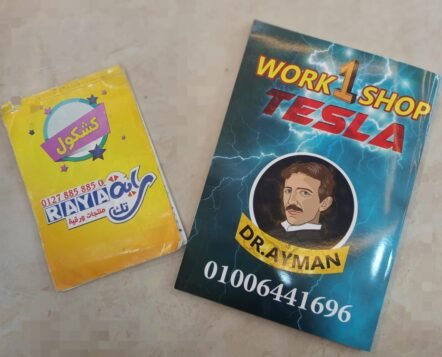 كشكول
0127 885 885 0
RAYA راية
تك
منتجات ورقية
WORK 1 SHOP
TESLA
DR.AYMAN
01006441696